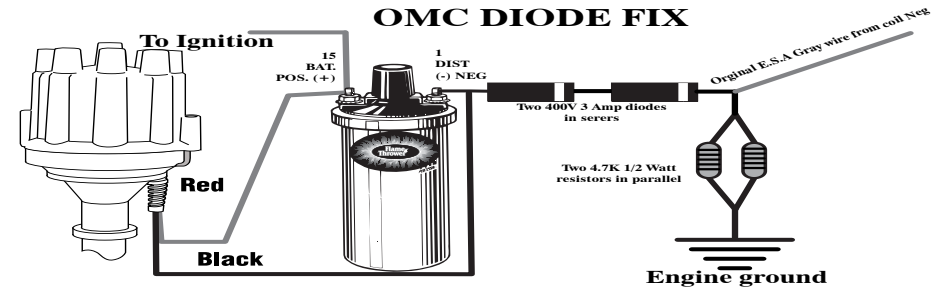 OMC DIODE FIX
To Ignition
15
BAT.
POS. (+)
1
DIST
(-) NEG
Orginal E.S.A Gray wire from coil Neg
Two 400V 3 Amp diodes
in serers
Flame
Thrower
Two 4.7K 1/2 Watt
resistors in parallel
Red
Black
Engine ground